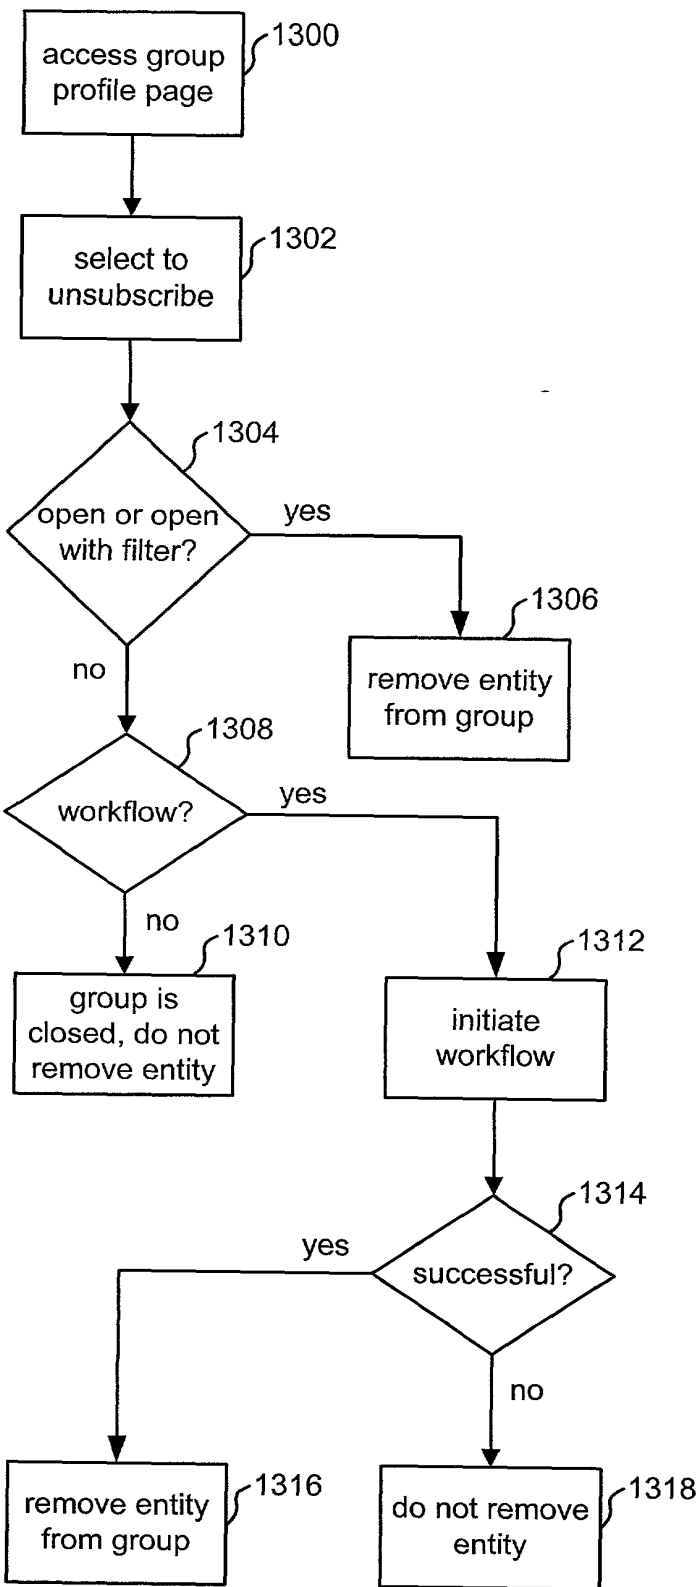 1300
access group
profile page
1302
select to
unsubscribe
1304
open or open
with filter?
yes
1306
remove entity
from group
no
1308
workflow?
yes
no
1310
group is
closed, do not
remove entity
1312
initiate
workflow
1314
successful?
yes
no
1316
remove entity
from group
1318
do not remove
entity